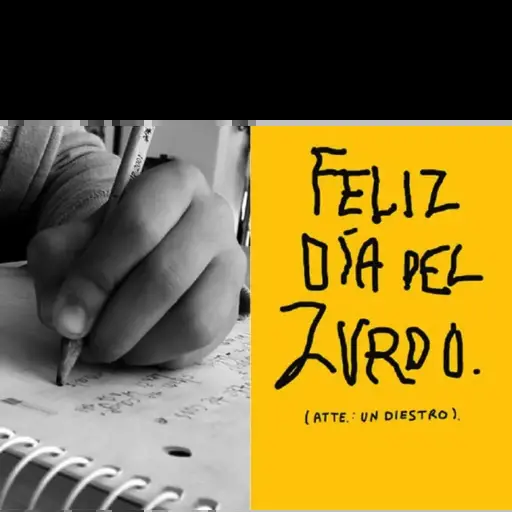 FELIZ
DÍA DEL
ZURDO.
(ATTE.: UN DIESTRO).